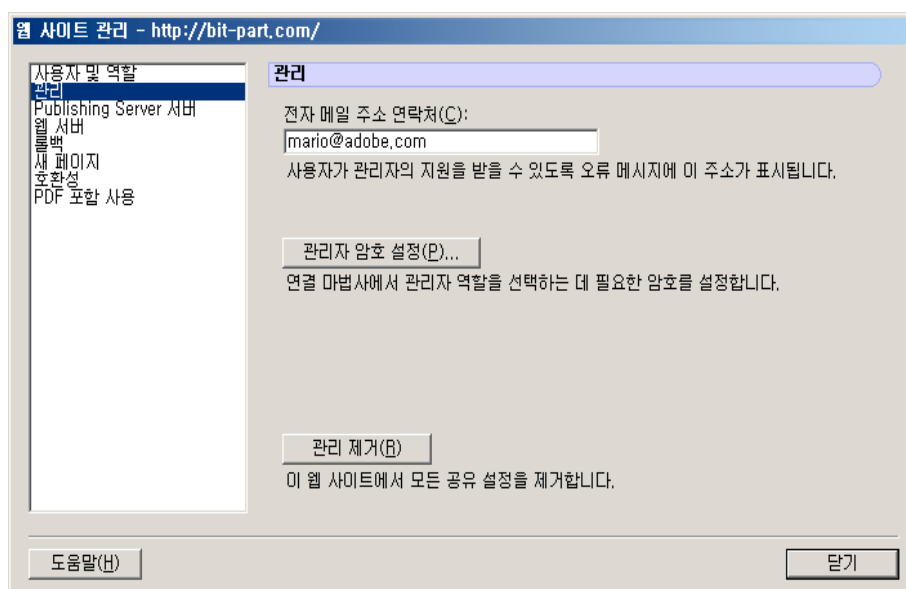 웹 사이트 관리 - http://bit-part.com/
사용자 및 역할
관리
Publishing Server 서버
웹 서버
롤백
새 페이지
호환성
PDF 포함 사용
관리
전자 메일 주소 연락처(C):
mario@adobe.com
사용자가 관리자의 지원을 받을 수 있도록 오류 메시지에 이 주소가 표시됩니다.
관리자 암호 설정(P)...
연결 마법사에서 관리자 역할을 선택하는 데 필요한 암호를 설정합니다.
관리 제거(R)
이 웹 사이트에서 모든 공유 설정을 제거합니다.
도움말(H)
닫기